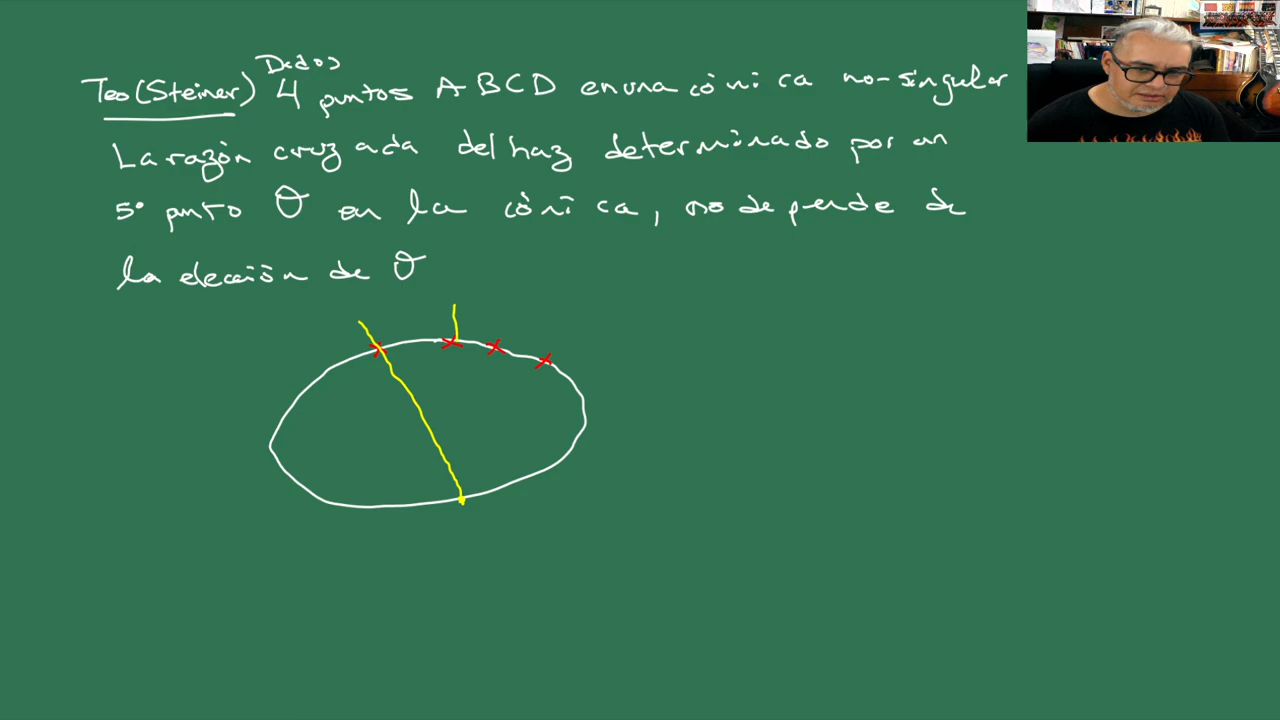 Teo (Steiner) Dados 4 puntos A B C D en una cónica no-singular
La razón cruzada del haz determinado por un
5° punto O en la cónica, no depende de
la elección de O